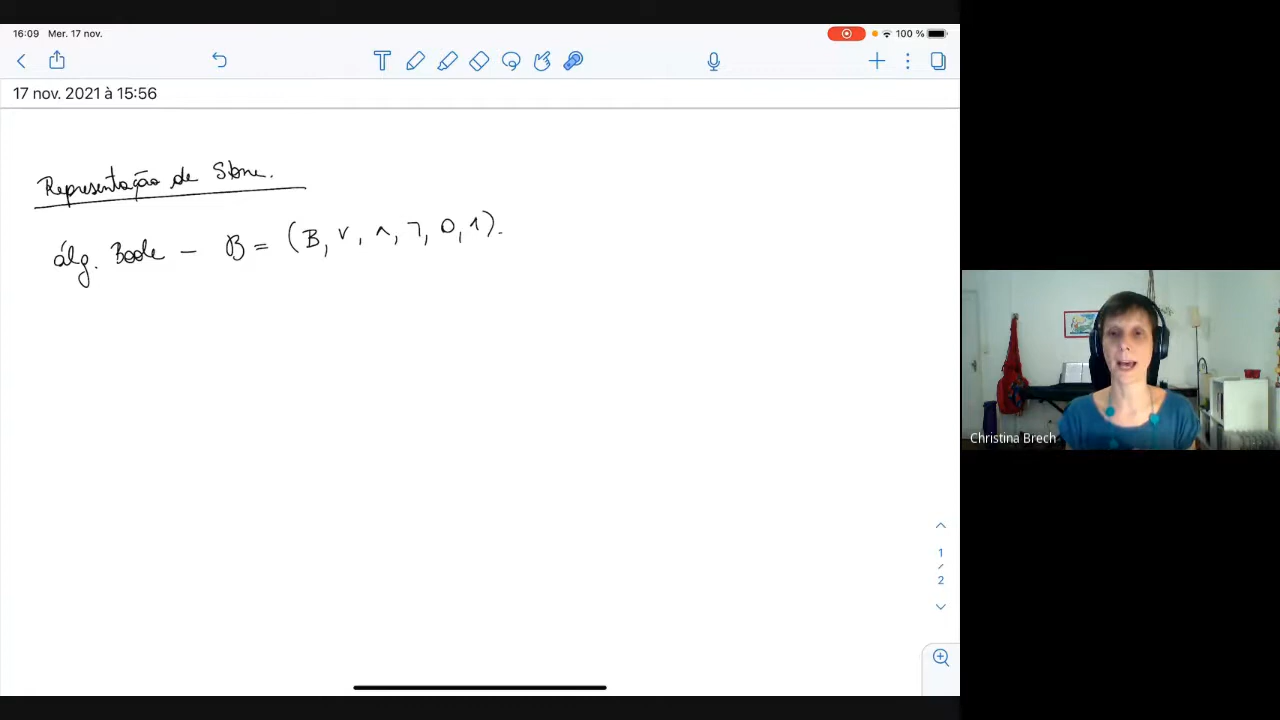 16:09 Mer. 17 nov. 100 %
T
17 nov. 2021 à 15:56
Representação de Stone.
álg. Boole – B = (B, ∨, ∧, ¬, 0, 1).
Christina Brech
1
/
2